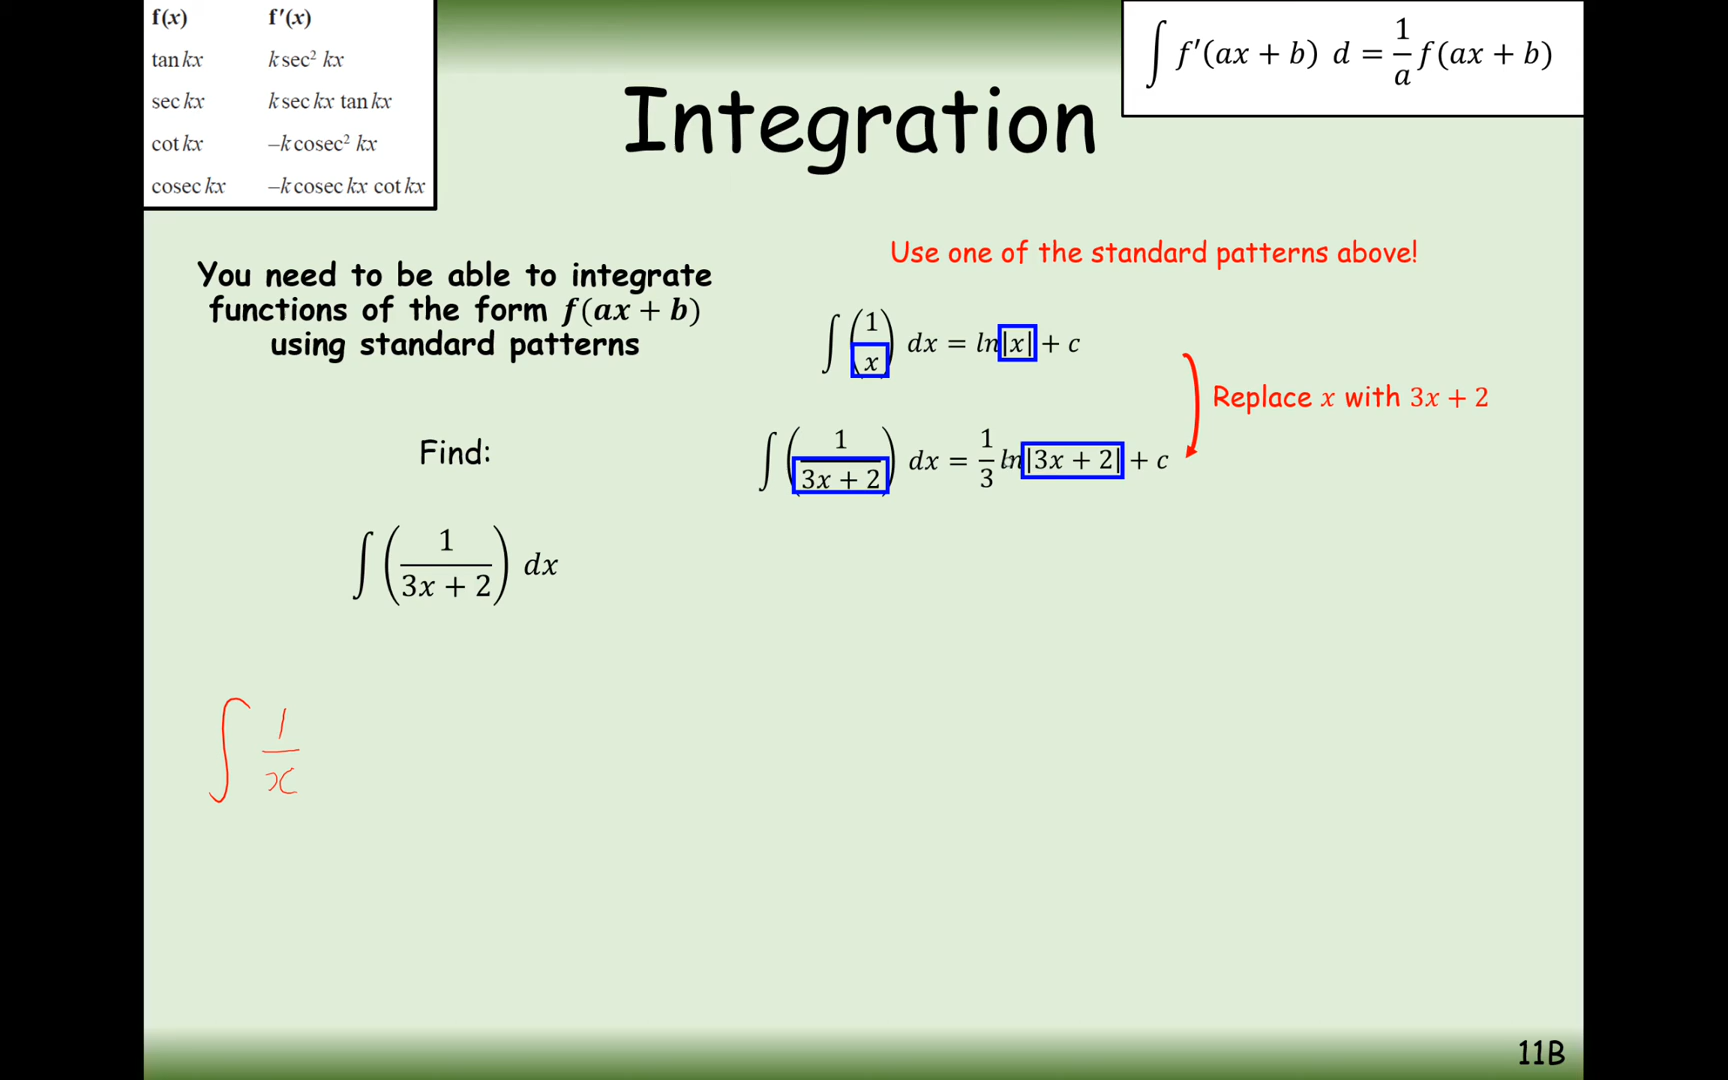 f(x) f′(x)
tan kx k sec² kx
sec kx k sec kx tan kx
cot kx –k cosec² kx
cosec kx –k cosec kx cot kx
∫ f′(ax + b) d = 1/a f(ax + b)
Integration
You need to be able to integrate
functions of the form f(ax + b)
using standard patterns
Find:
∫ (1/(3x + 2)) dx
∫ 1/x
Use one of the standard patterns above!
∫ (1/x) dx = ln|x| + c
Replace x with 3x + 2
∫ (1/(3x + 2)) dx = 1/3 ln|3x + 2| + c
11B